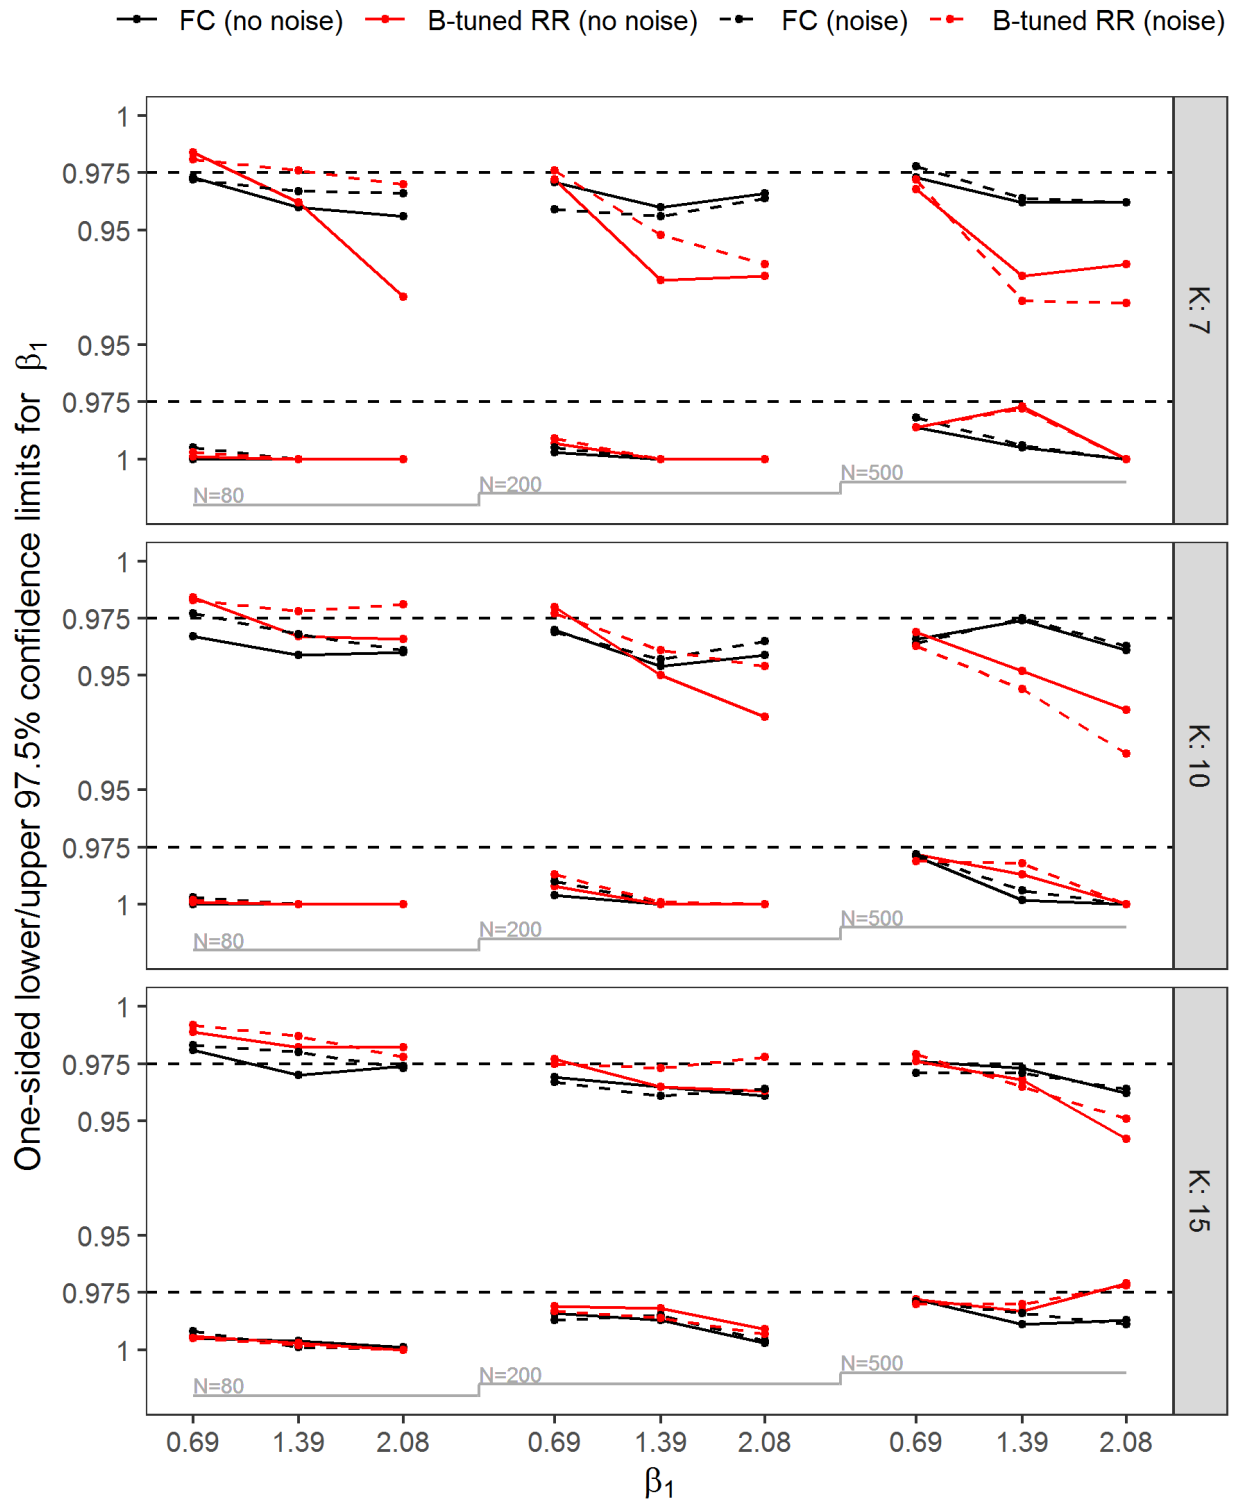 FC (no noise) B-tuned RR (no noise) FC (noise) B-tuned RR (noise)
One-sided lower/upper 97.5% confidence limits for β1
1
0.975
0.95
0.95
0.975
1
N=80 N=200 N=500
K: 7
1
0.975
0.95
0.95
0.975
1
N=80 N=200 N=500
K: 10
1
0.975
0.95
0.95
0.975
1
N=80 N=200 N=500
K: 15
0.69 1.39 2.08 0.69 1.39 2.08 0.69 1.39 2.08
β1